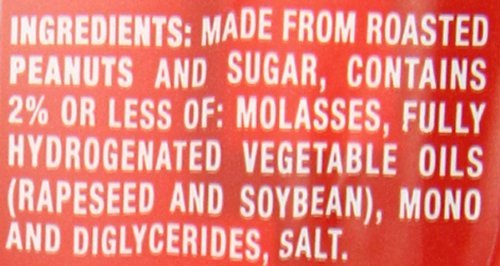 INGREDIENTS: MADE FROM ROASTED
PEANUTS AND SUGAR, CONTAINS
2% OR LESS OF: MOLASSES, FULLY
HYDROGENATED VEGETABLE OILS
(RAPESEED AND SOYBEAN), MONO
AND DIGLYCERIDES, SALT.